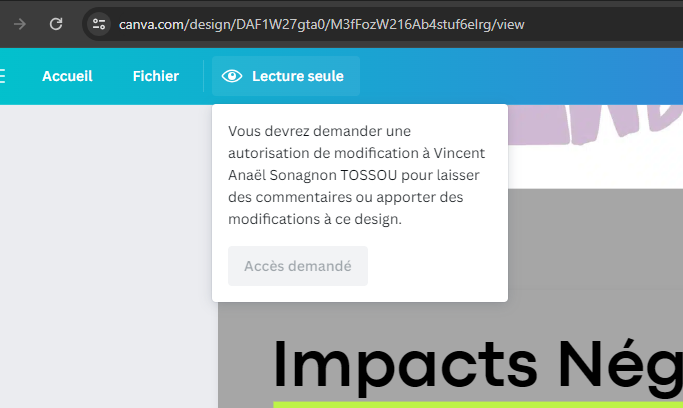 canva.com/design/DAF1W27gta0/M3fFozW216Ab4stuf6elrg/view
Accueil
Fichier
Lecture seule
Vous devrez demander une
autorisation de modification à Vincent
Anaël Sonagnon TOSSOU pour laisser
des commentaires ou apporter des
modifications à ce design.
Accès demandé
Impacts Nég